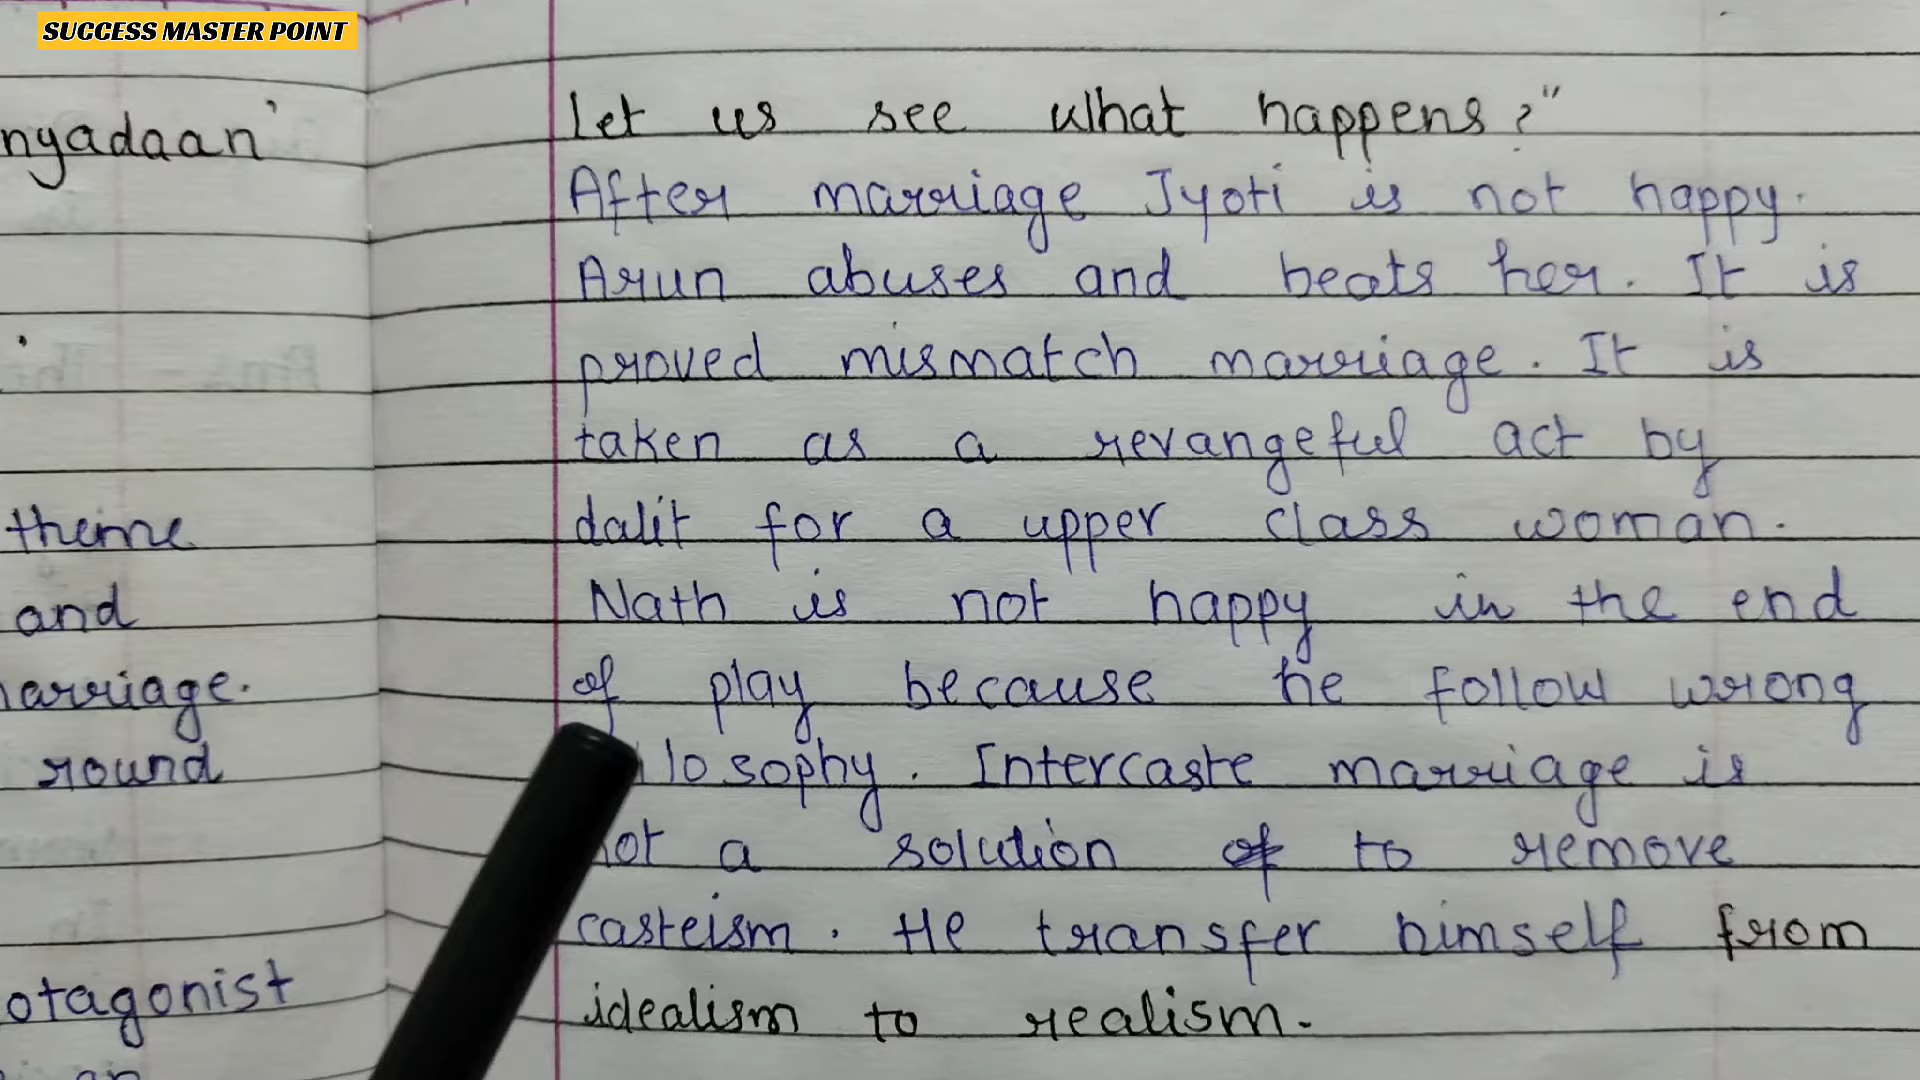 SUCCESS MASTER POINT
nyadaan'
theme
and
arriage.
round
otagonist
an
Let us see what happens?"
After marriage Jyoti is not happy.
Arun abuses and beats her. It is
proved mismatch marriage. It is
taken as a revangeful act by
dalit for a upper class woman.
Nath is not happy in the end
of play because he follow wrong
losophy. Intercaste marriage is
not a solution of to remove
casteism. He transfer himself from
idealism to realism.